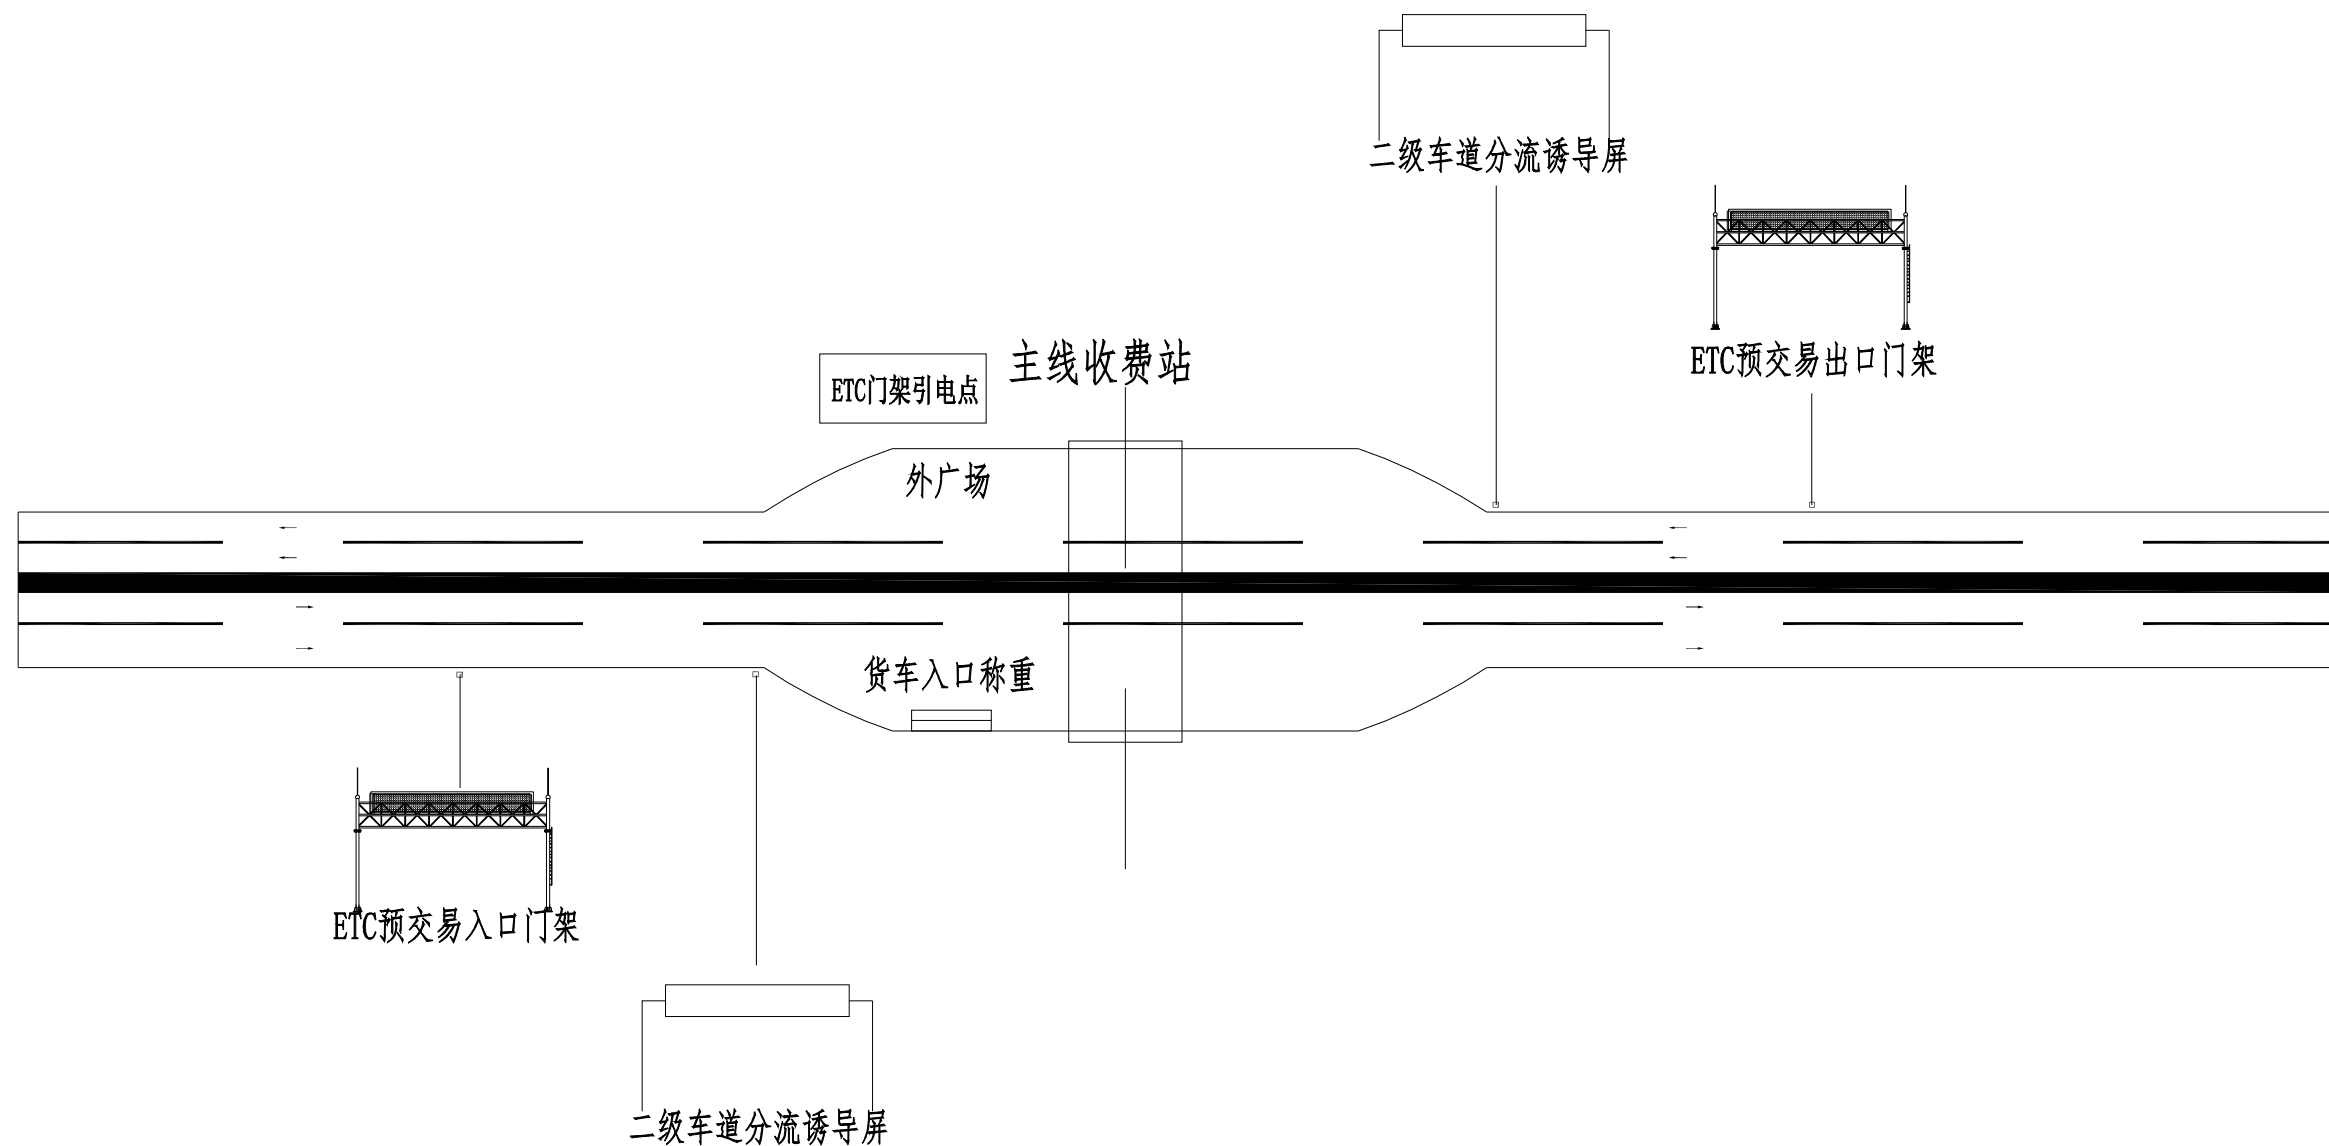 二级车道分流诱导屏
主线收费站
ETC预交易出口门架
ETC门架引电点
外广场
货车入口称重
ETC预交易入口门架
二级车道分流诱导屏